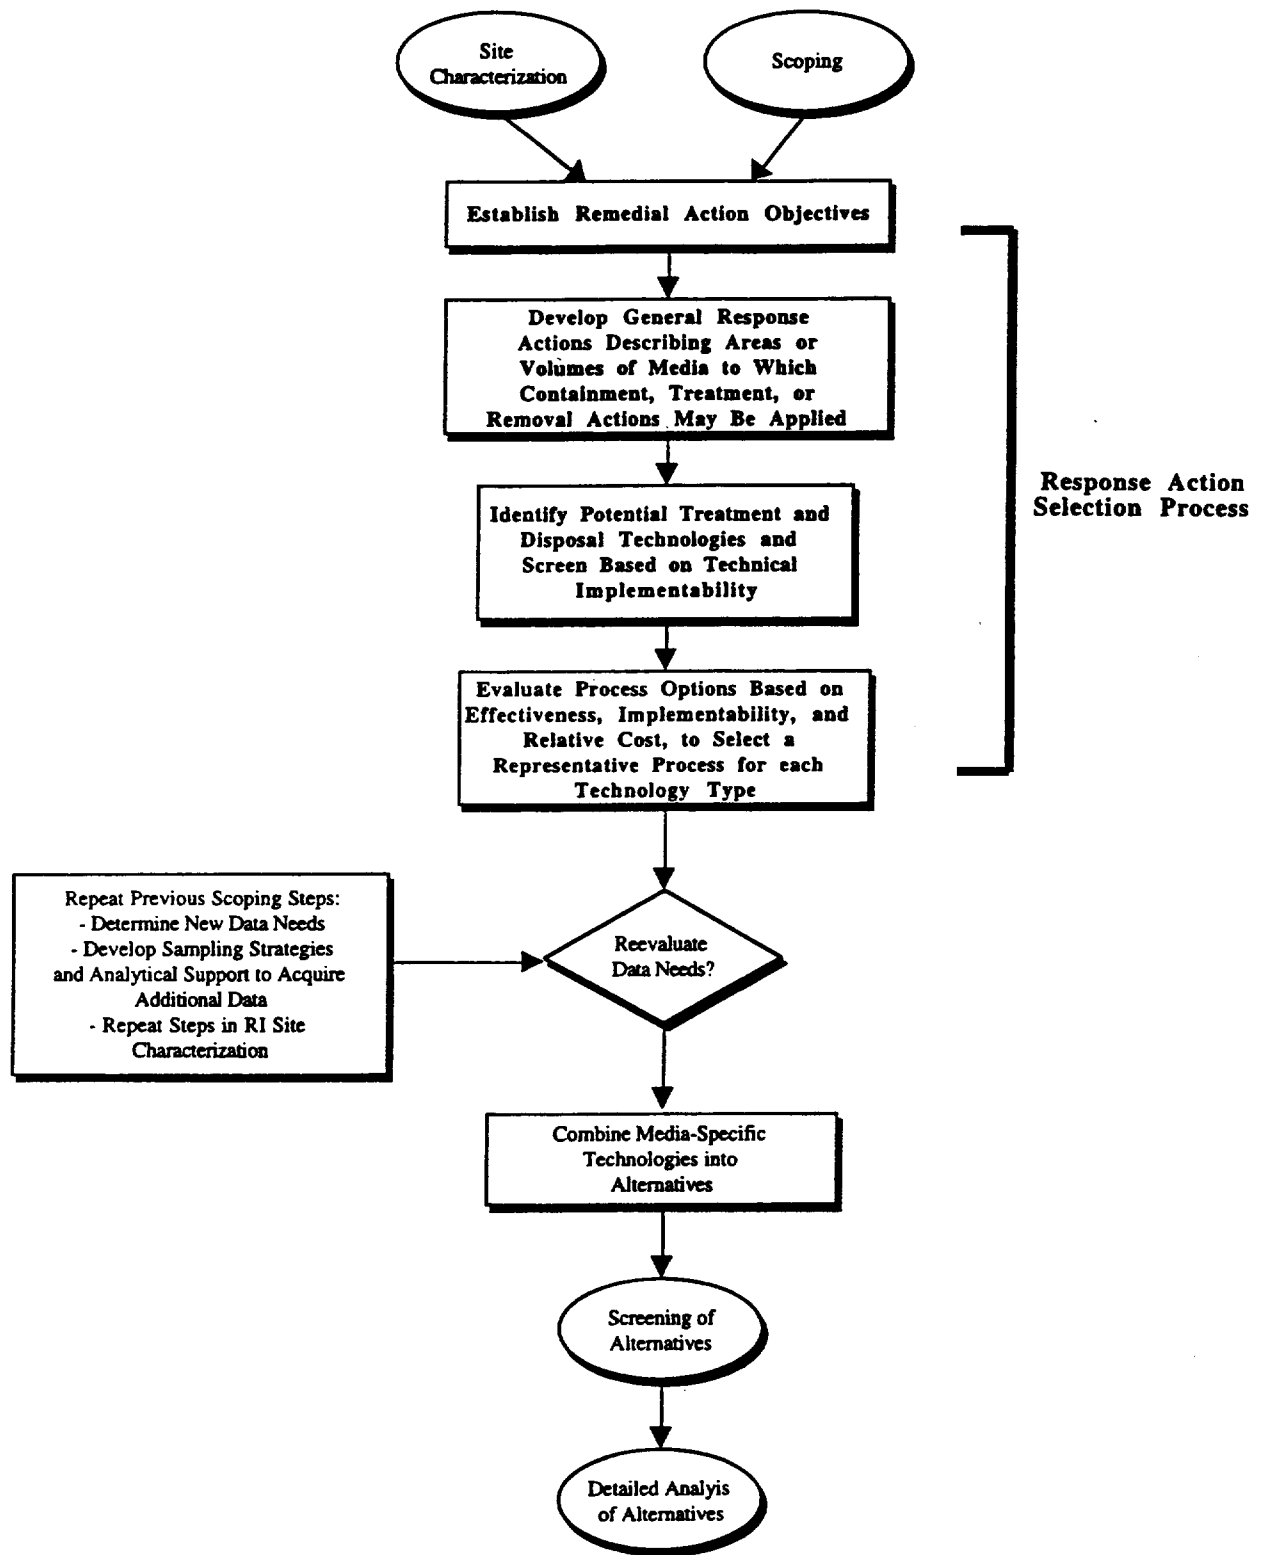 Site
Characterization
Scoping
Establish Remedial Action Objectives
Develop General Response
Actions Describing Areas or
Volumes of Media to Which
Containment, Treatment, or
Removal Actions May Be Applied
Response Action
Selection Process
Identify Potential Treatment and
Disposal Technologies and
Screen Based on Technical
Implementability
Evaluate Process Options Based on
Effectiveness, Implementability, and
Relative Cost, to Select a
Representative Process for each
Technology Type
Repeat Previous Scoping Steps:
- Determine New Data Needs
- Develop Sampling Strategies
and Analytical Support to Acquire
Additional Data
- Repeat Steps in RI Site
Characterization
Reevaluate
Data Needs?
Combine Media-Specific
Technologies into
Alternatives
Screening of
Alternatives
Detailed Analyis
of Alternatives